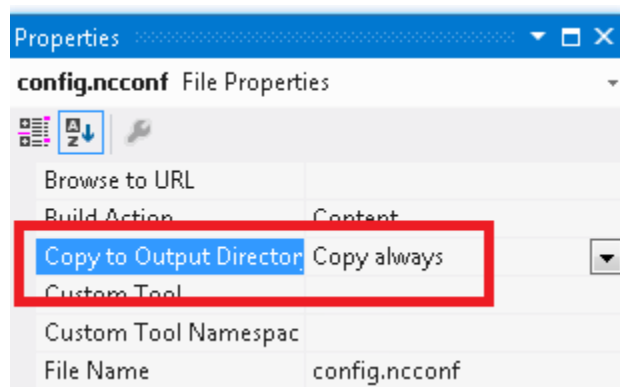 Properties
config.ncconf File Properties
Browse to URL
Build Action Content
Copy to Output Director Copy always
Custom Tool
Custom Tool Namespac
File Name config.ncconf